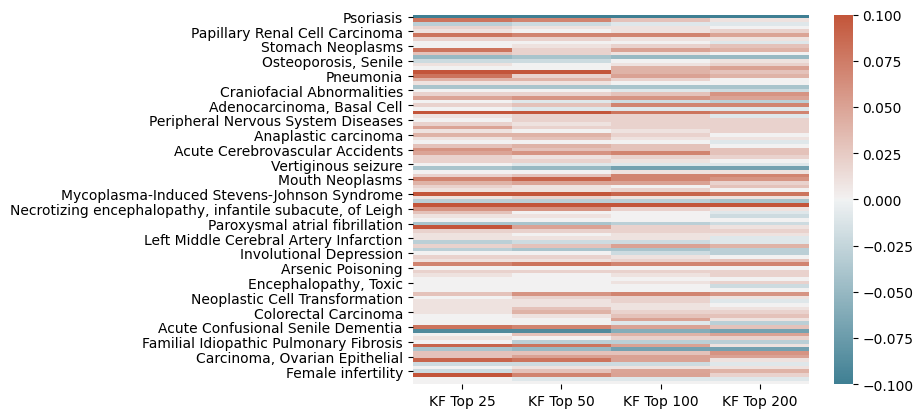 Psoriasis
Papillary Renal Cell Carcinoma
Stomach Neoplasms
Osteoporosis, Senile
Pneumonia
Craniofacial Abnormalities
Adenocarcinoma, Basal Cell
Peripheral Nervous System Diseases
Anaplastic carcinoma
Acute Cerebrovascular Accidents
Vertiginous seizure
Mouth Neoplasms
Mycoplasma-Induced Stevens-Johnson Syndrome
Necrotizing encephalopathy, infantile subacute, of Leigh
Paroxysmal atrial fibrillation
Left Middle Cerebral Artery Infarction
Involutional Depression
Arsenic Poisoning
Encephalopathy, Toxic
Neoplastic Cell Transformation
Colorectal Carcinoma
Acute Confusional Senile Dementia
Familial Idiopathic Pulmonary Fibrosis
Carcinoma, Ovarian Epithelial
Female infertility
KF Top 25
KF Top 50
KF Top 100
KF Top 200
0.100
0.075
0.050
0.025
0.000
−0.025
−0.050
−0.075
−0.100